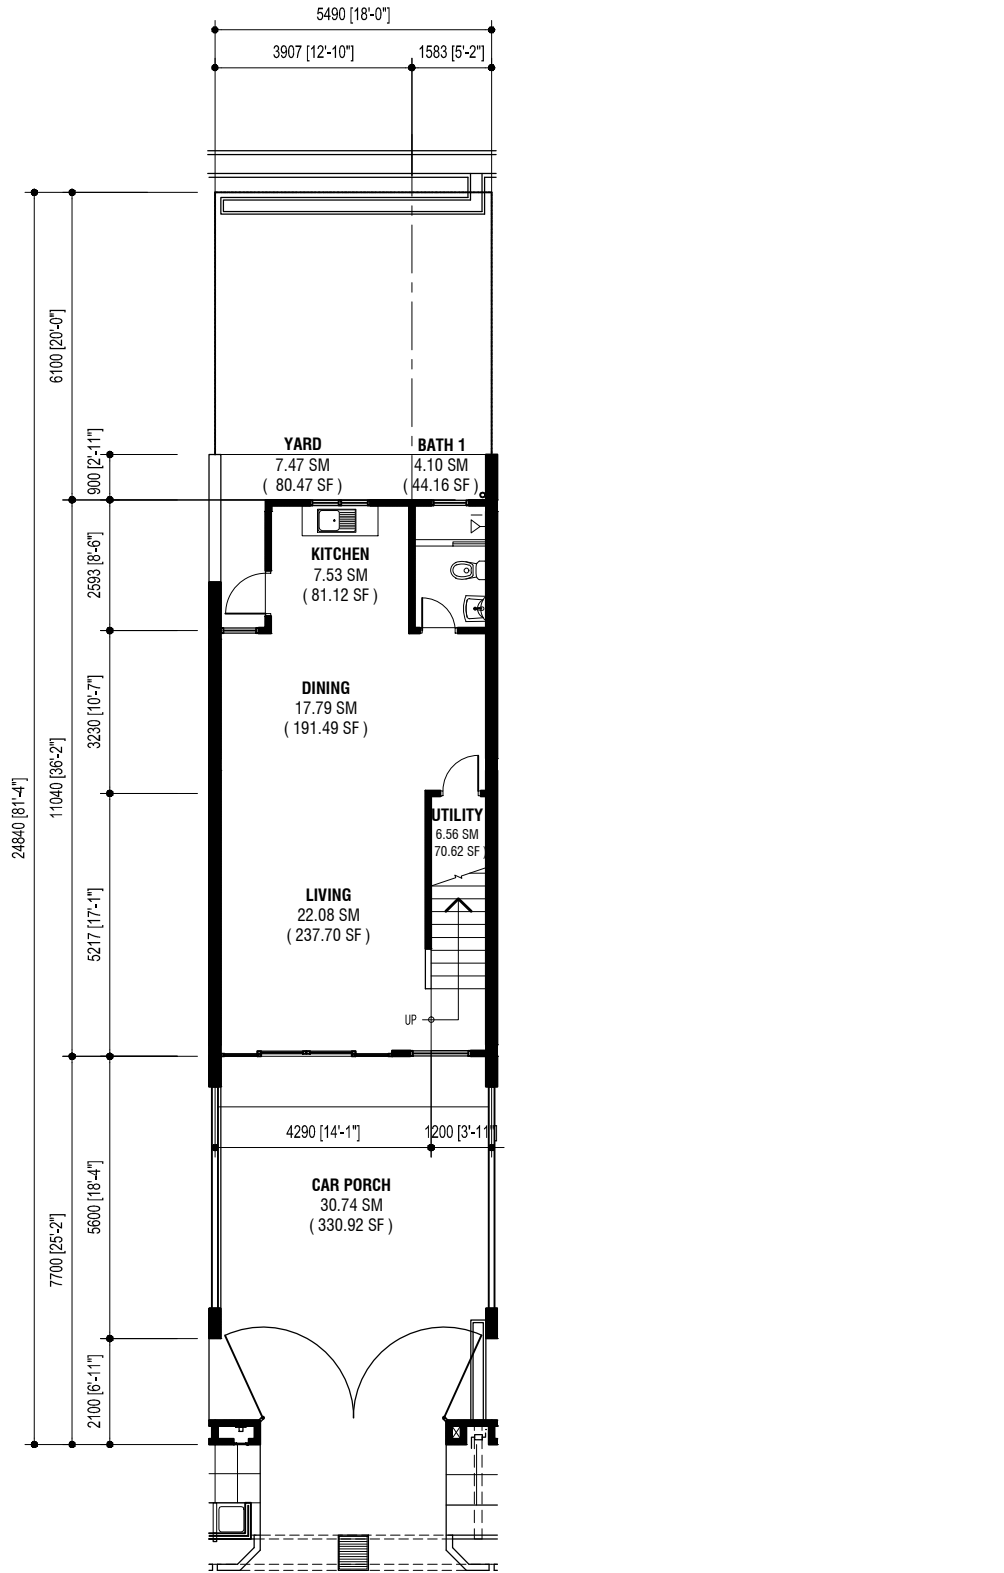 5490 [18'-0"]
3907 [12'-10"]
1583 [5'-2"]
6100 [20'-0"]
900 [2'-11"]
2593 [8'-6"]
3230 [10'-7"]
11040 [36'-2"]
24840 [81'-4"]
5217 [17'-1"]
5600 [18'-4"]
7700 [25'-2"]
2100 [6'-11"]
YARD
7.47 SM
( 80.47 SF )
BATH 1
4.10 SM
( 44.16 SF )
KITCHEN
7.53 SM
( 81.12 SF )
DINING
17.79 SM
( 191.49 SF )
UTILITY
6.56 SM
70.62 SF )
LIVING
22.08 SM
( 237.70 SF )
UP
4290 [14'-1"]
1200 [3'-11"]
CAR PORCH
30.74 SM
( 330.92 SF )